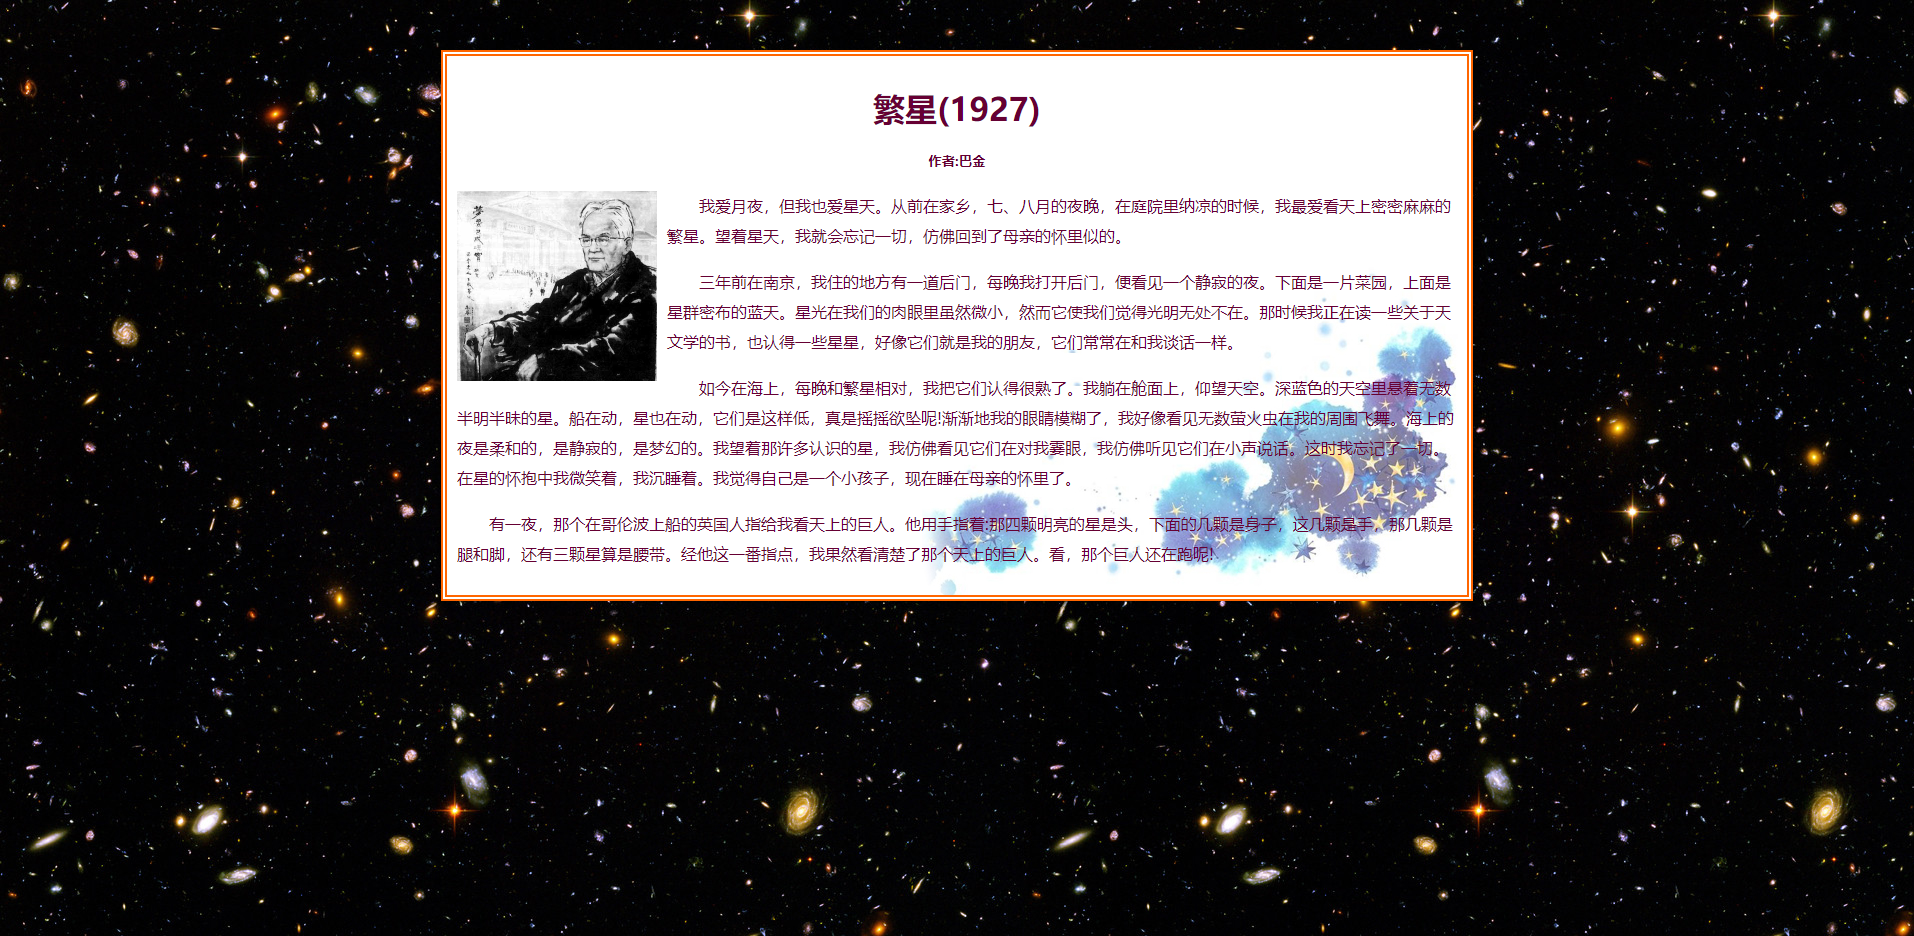 繁星(1927)
作者:巴金
我爱月夜，但我也爱星天。从前在家乡，七、八月的夜晚，在庭院里纳凉的时候，我最爱看天上密密麻麻的
繁星。望着星天，我就会忘记一切，仿佛回到了母亲的怀里似的。
三年前在南京，我住的地方有一道后门，每晚我打开后门，便看见一个静寂的夜。下面是一片菜园，上面是
星群密布的蓝天。星光在我们的肉眼里虽然微小，然而它使我们觉得光明无处不在。那时候我正在读一些关于天
文学的书，也认得一些星星，好像它们就是我的朋友，它们常常在和我谈话一样。
如今在海上，每晚和繁星相对，我把它们认得很熟了。我躺在舱面上，仰望天空。深蓝色的天空里悬着无数
半明半昧的星。船在动，星也在动，它们是这样低，真是摇摇欲坠呢!渐渐地我的眼睛模糊了，我好像看见无数萤火虫在我的周围飞舞。海上的
夜是柔和的，是静寂的，是梦幻的。我望着那许多认识的星，我仿佛看见它们在对我霎眼，我仿佛听见它们在小声说话。这时我忘记了一切。
在星的怀抱中我微笑着，我沉睡着。我觉得自己是一个小孩子，现在睡在母亲的怀里了。
有一夜，那个在哥伦波上船的英国人指给我看天上的巨人。他用手指着:那四颗明亮的星是头，下面的几颗是身子，这几颗是手，那几颗是
腿和脚，还有三颗星算是腰带。经他这一番指点，我果然看清楚了那个天上的巨人。看，那个巨人还在跑呢!